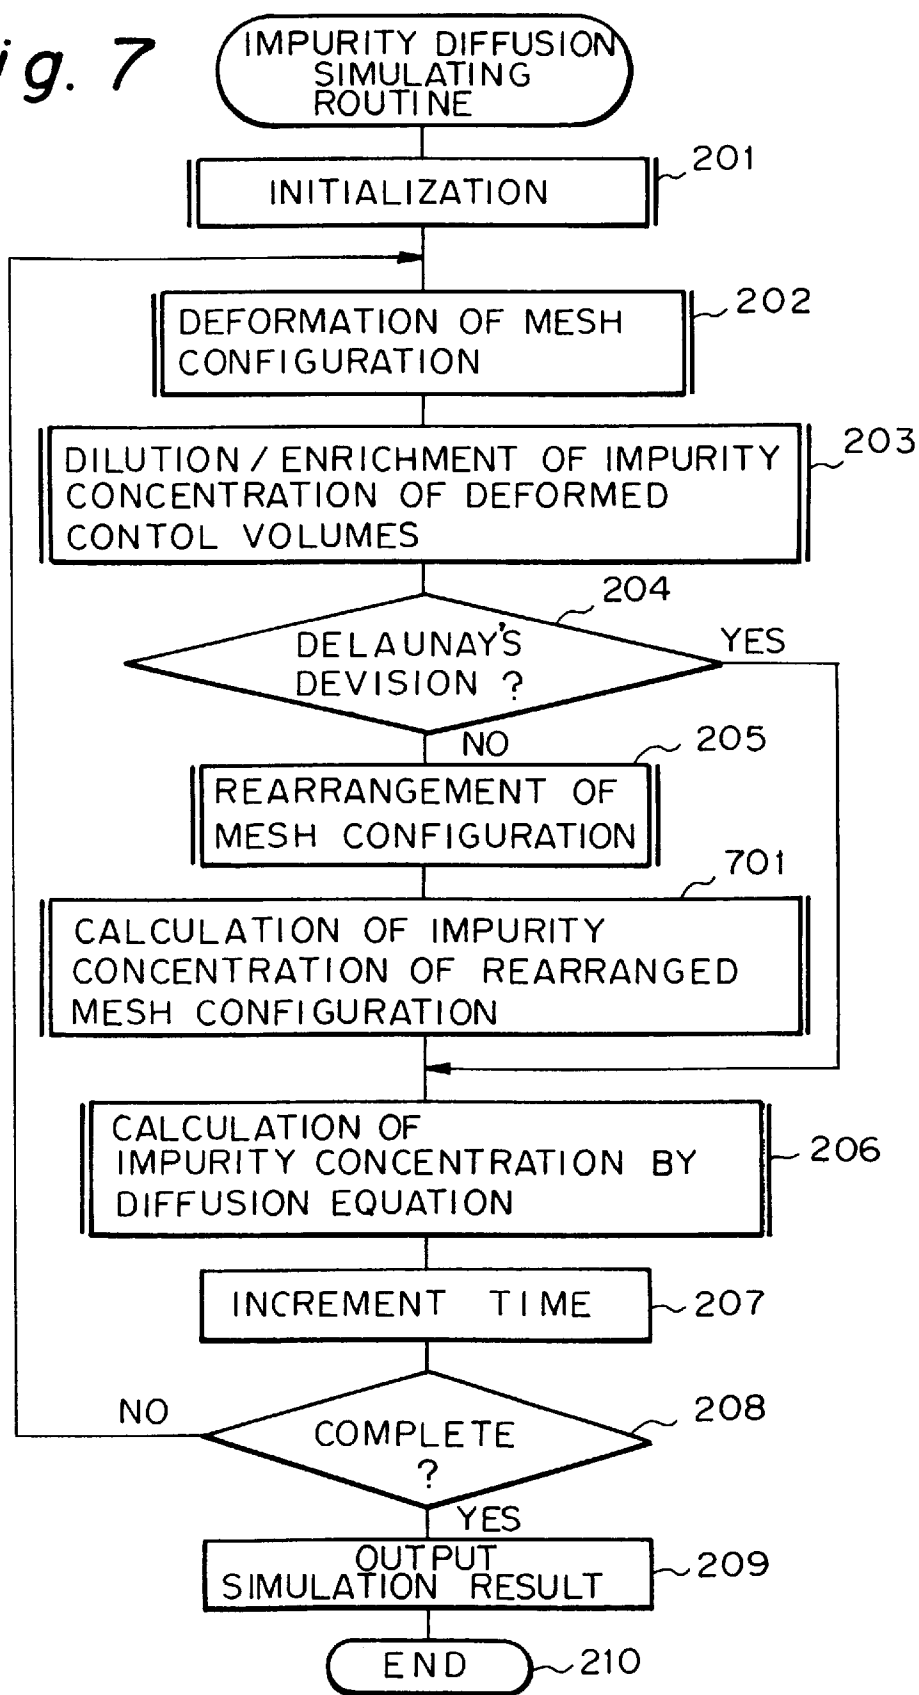 ig. 7
IMPURITY DIFFUSION
SIMULATING
ROUTINE
INITIALIZATION
201
DEFORMATION OF MESH
CONFIGURATION
202
DILUTION / ENRICHMENT OF IMPURITY
CONCENTRATION OF DEFORMED
CONTOL VOLUMES
203
204
DELAUNAY'S
DEVISION ?
YES
NO
205
REARRANGEMENT OF
MESH CONFIGURATION
701
CALCULATION OF IMPURITY
CONCENTRATION OF REARRANGED
MESH CONFIGURATION
CALCULATION OF
IMPURITY CONCENTRATION BY
DIFFUSION EQUATION
206
INCREMENT TIME
207
NO
COMPLETE
?
208
YES
OUTPUT
SIMULATION RESULT
209
END
210